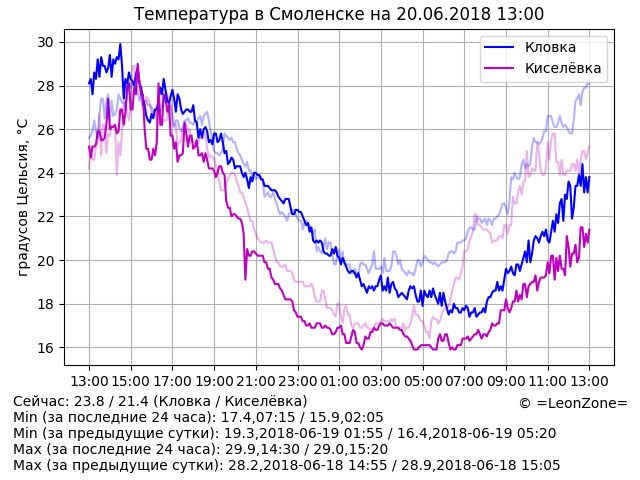 Температура в Смоленске на 20.06.2018 13:00
градусов Цельсия, °C
30
28
26
24
22
20
18
16
Кловка
Киселёвка
13:00 15:00 17:00 19:00 21:00 23:00 01:00 03:00 05:00 07:00 09:00 11:00 13:00
Сейчас: 23.8 / 21.4 (Кловка / Киселёвка)
© =LeonZone=
Min (за последние 24 часа): 17.4,07:15 / 15.9,02:05
Min (за предыдущие сутки): 19.3,2018-06-19 01:55 / 16.4,2018-06-19 05:20
Max (за последние 24 часа): 29.9,14:30 / 29.0,15:20
Max (за предыдущие сутки): 28.2,2018-06-18 14:55 / 28.9,2018-06-18 15:05